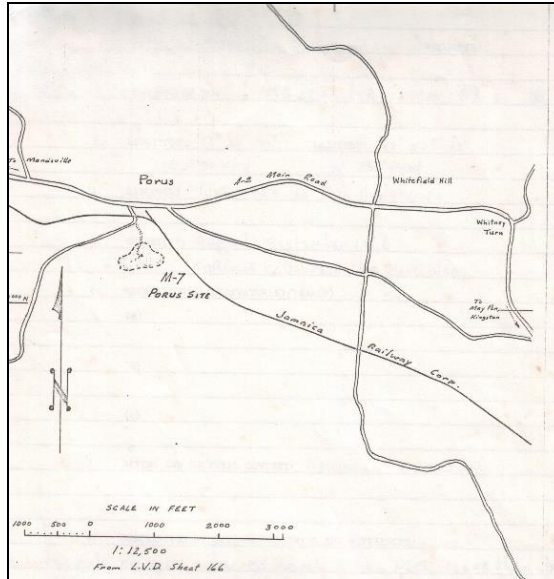 To Mandeville
Porus
A-2 Main Road
Whitefield Hill
Whitney
Turn
M-7
PORUS SITE
To
May Pen,
Kingston
Jamaica Railway Corp.
N
SCALE IN FEET
1000 500 0 1000 2000 3000
1:12,500
From L.V.D. Sheet 166